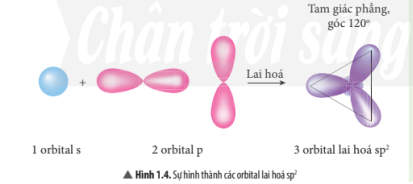 Chân trời sáng
Tam giác phẳng,
góc 120°
+
Lai hoá
1 orbital s
2 orbital p
3 orbital lai hoá sp²
▲ Hình 1.4. Sự hình thành các orbital lai hoá sp²